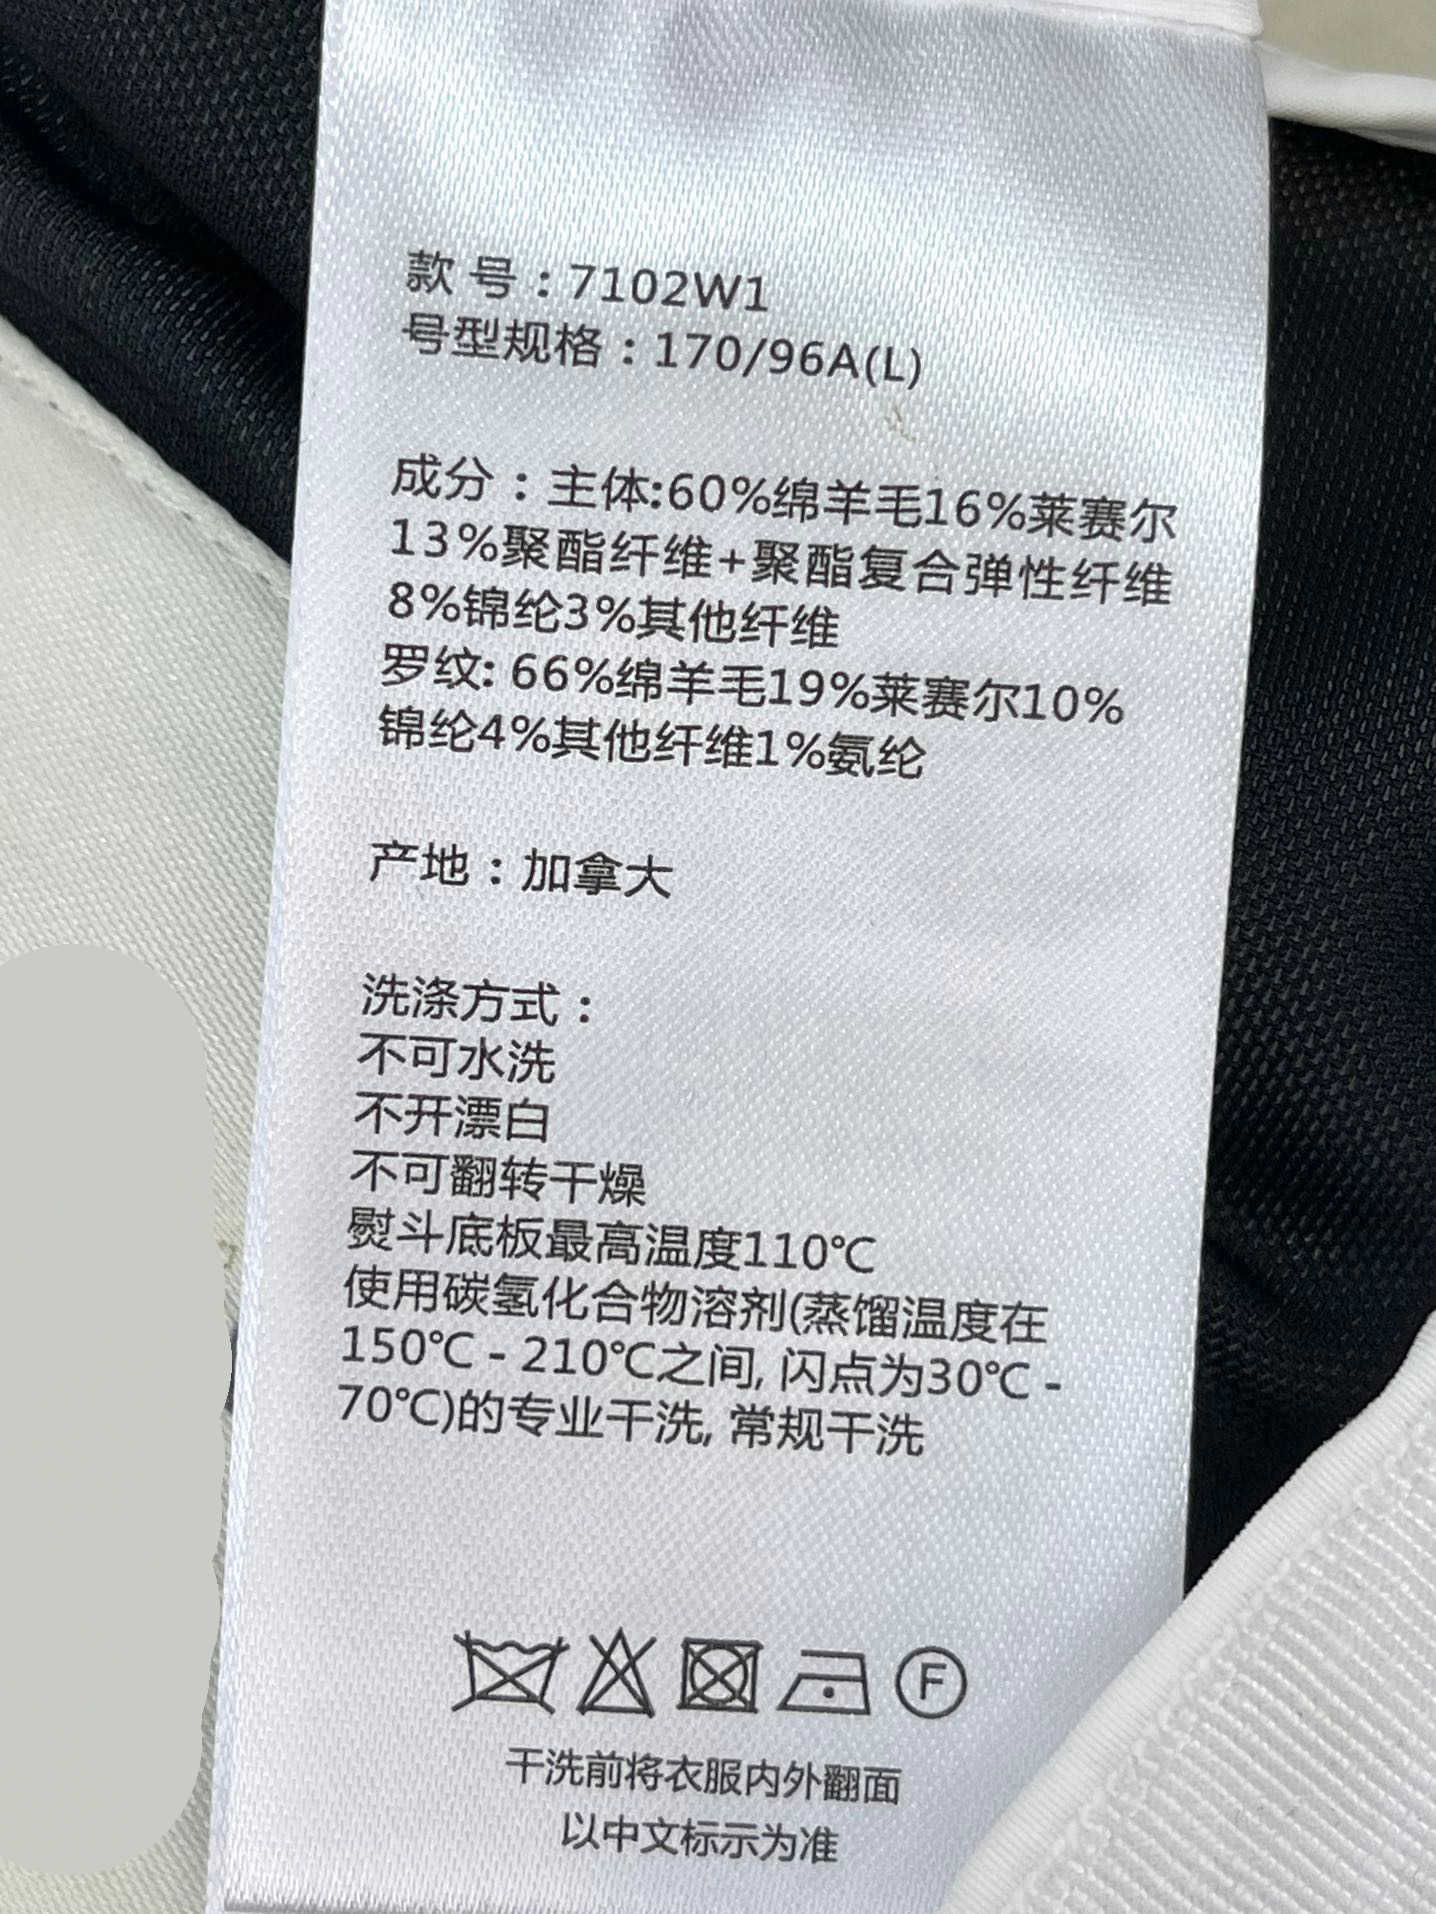 款 号：7102W1
号型规格：170/96A(L)
成分：主体:60%绵羊毛16%莱赛尔
13%聚酯纤维+聚酯复合弹性纤维
8%锦纶3%其他纤维
罗纹: 66%绵羊毛19%莱赛尔10%
锦纶4%其他纤维1%氨纶
产地：加拿大
洗涤方式：
不可水洗
不开漂白
不可翻转干燥
熨斗底板最高温度110℃
使用碳氢化合物溶剂(蒸馏温度在
150℃ - 210℃之间, 闪点为30℃ -
70℃)的专业干洗, 常规干洗
F
干洗前将衣服内外翻面
以中文标示为准